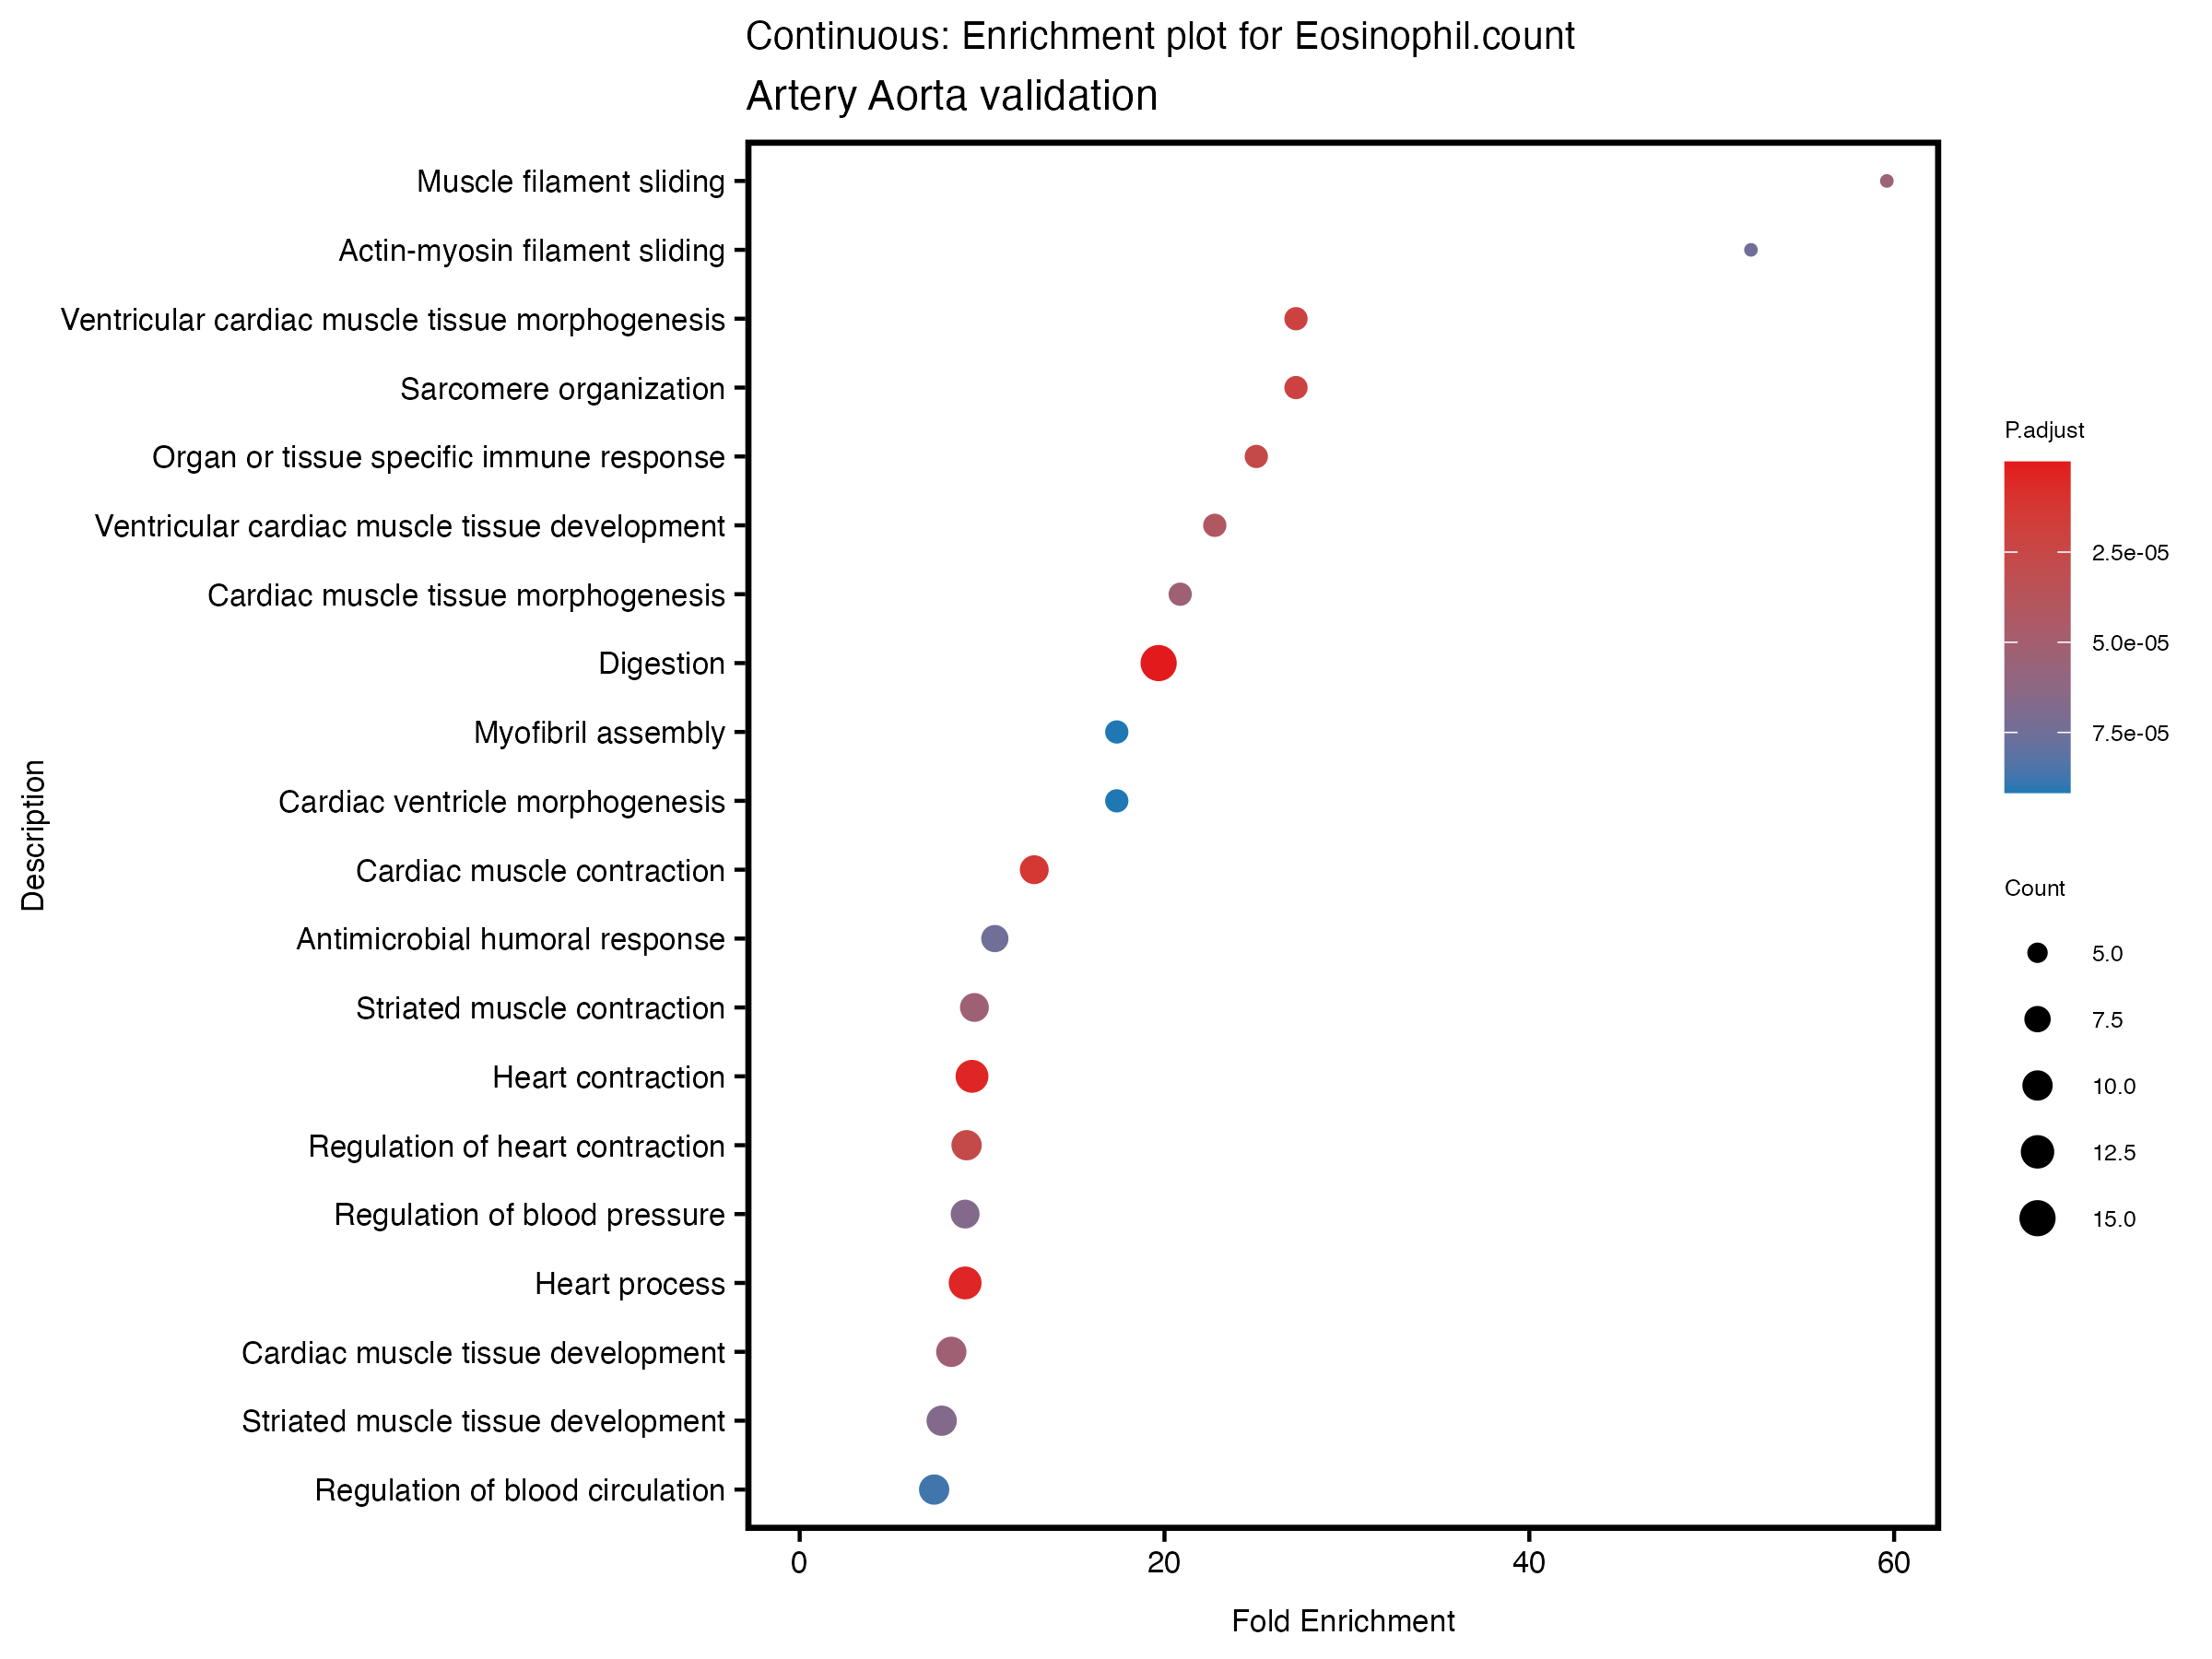 Continuous: Enrichment plot for Eosinophil.count
Artery Aorta validation
Description
Muscle filament sliding
Actin-myosin filament sliding
Ventricular cardiac muscle tissue morphogenesis
Sarcomere organization
Organ or tissue specific immune response
Ventricular cardiac muscle tissue development
Cardiac muscle tissue morphogenesis
Digestion
Myofibril assembly
Cardiac ventricle morphogenesis
Cardiac muscle contraction
Antimicrobial humoral response
Striated muscle contraction
Heart contraction
Regulation of heart contraction
Regulation of blood pressure
Heart process
Cardiac muscle tissue development
Striated muscle tissue development
Regulation of blood circulation
0 20 40 60
Fold Enrichment
P.adjust
2.5e-05
5.0e-05
7.5e-05
Count
5.0
7.5
10.0
12.5
15.0